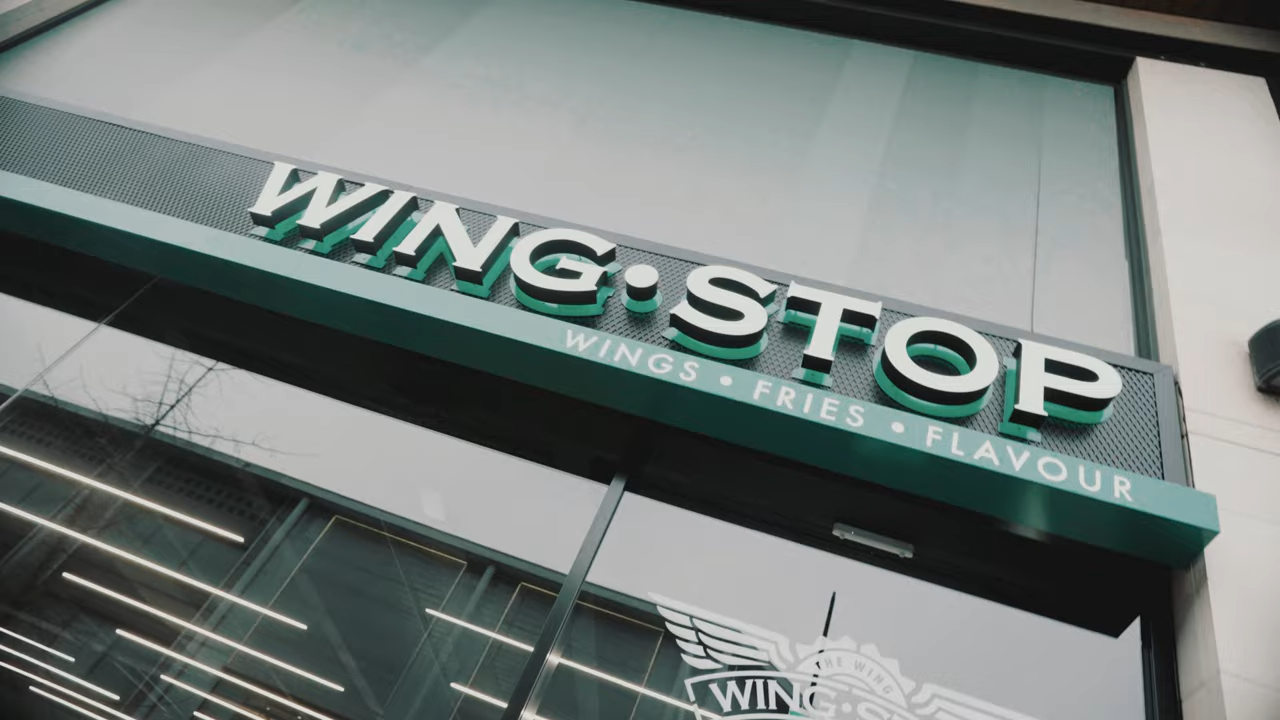 WING•STOP
WINGS • FRIES • FLAVOUR
THE WING
WING•S